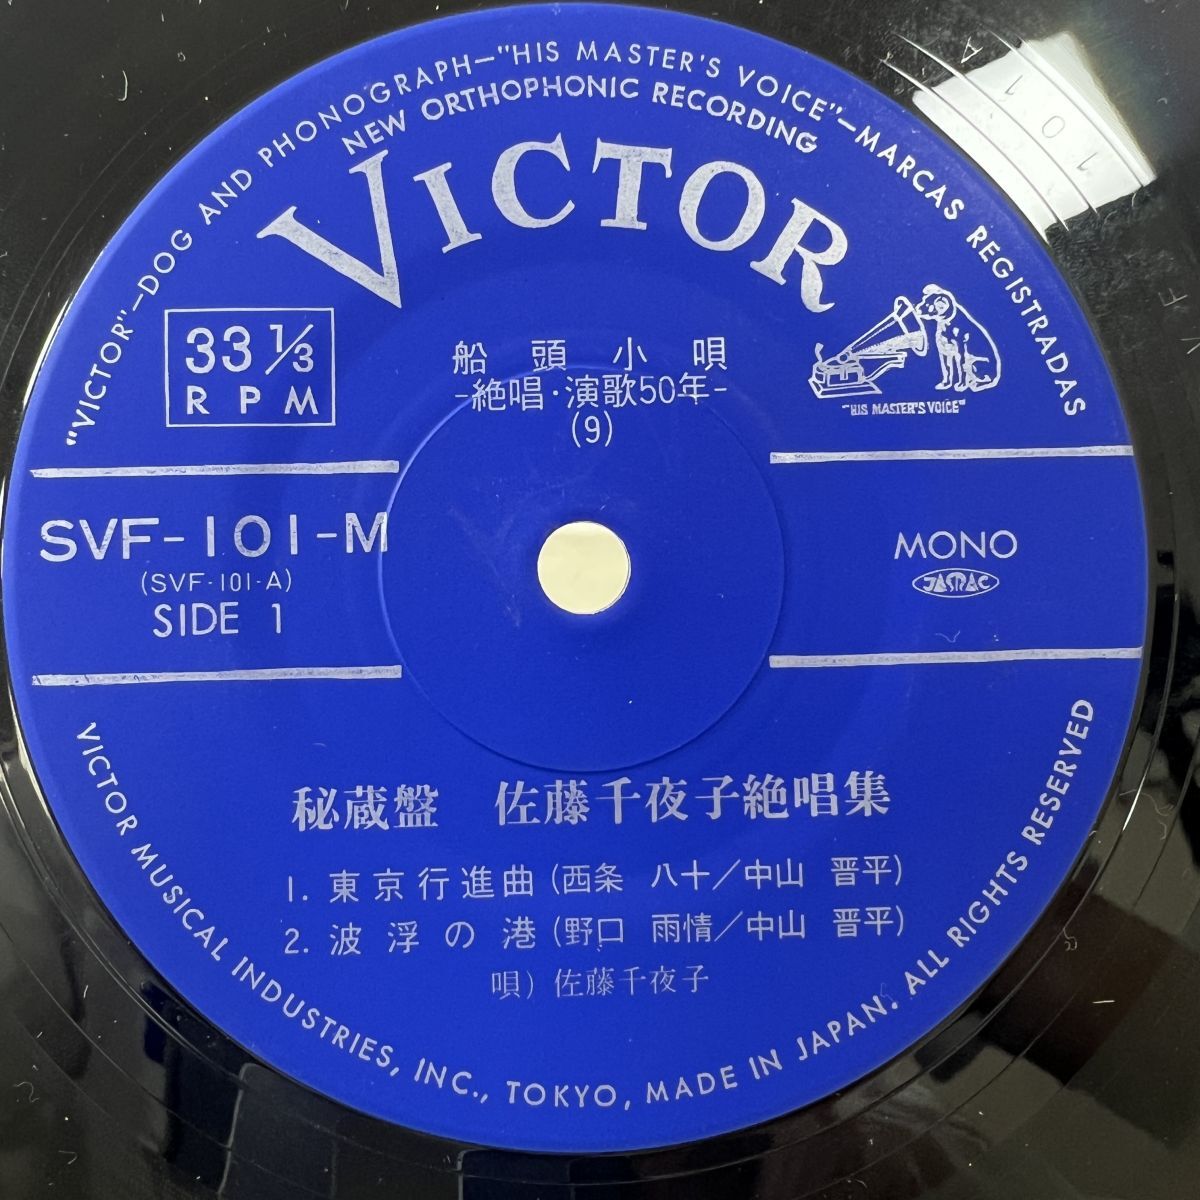 "VICTOR"–DOG AND PHONOGRAPH–"HIS MASTER'S VOICE"–MARCAS REGISTRADAS
NEW ORTHOPHONIC RECORDING
VICTOR
33 1/3
RPM
船頭小唄
-絶唱・演歌50年-
(9)
"HIS MASTER'S VOICE"
SVF-101-M
(SVF-101-A)
SIDE 1
MONO
JASRAC
秘蔵盤 佐藤千夜子絶唱集
1. 東京行進曲 (西条 八十/中山 晋平)
2. 波浮の港 (野口 雨情/中山 晋平)
唄) 佐藤千夜子
VICTOR MUSICAL INDUSTRIES, INC., TOKYO, MADE IN JAPAN. ALL RIGHTS RESERVED